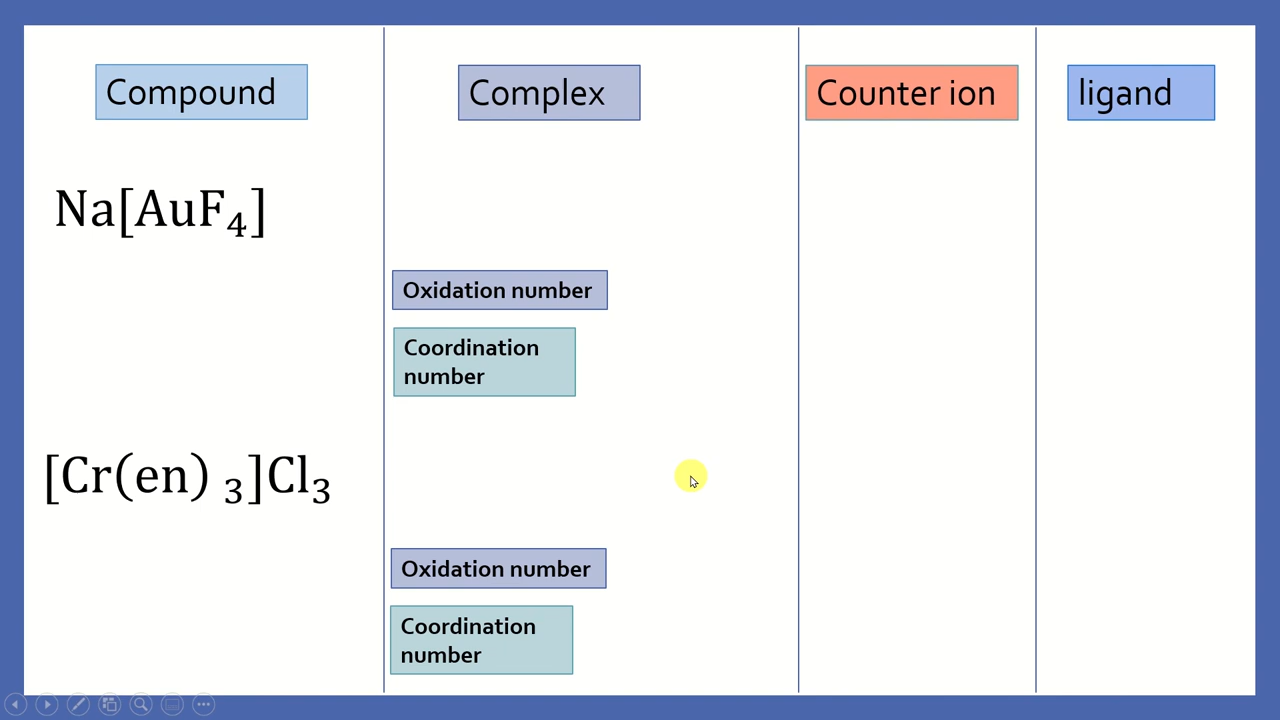 Compound
Complex
Counter ion
ligand
Na[AuF₄]
Oxidation number
Coordination
number
[Cr(en) ₃]Cl₃
Oxidation number
Coordination
number